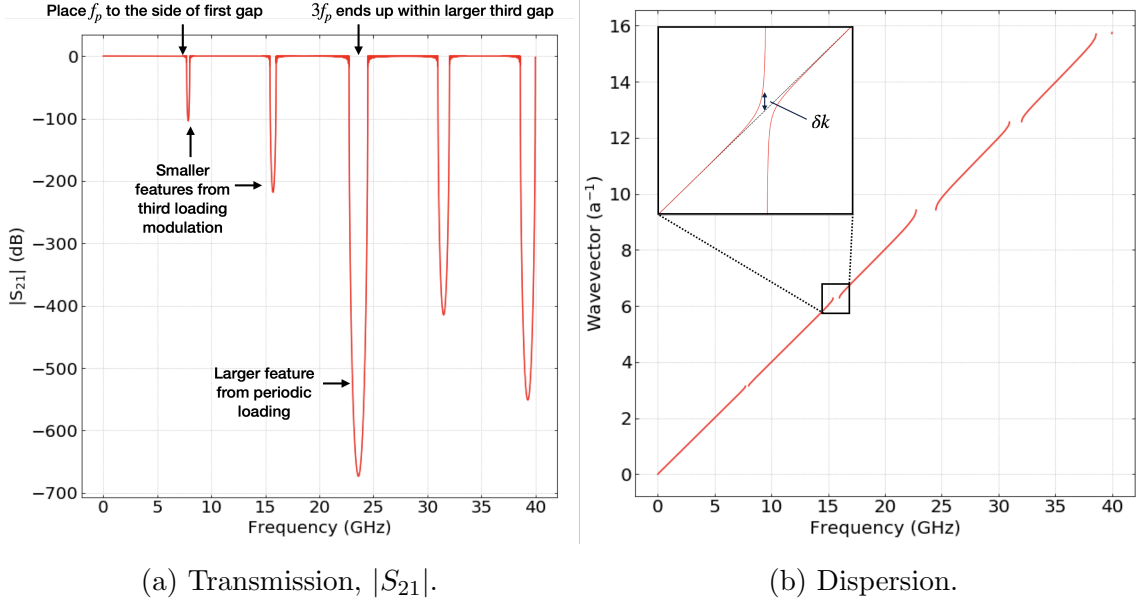 Place f_p to the side of first gap
3f_p ends up within larger third gap
|S₂₁| (dB)
0
−100
−200
−300
−400
−500
−600
−700
Smaller
features from
third loading
modulation
Larger feature
from periodic
loading
0 5 10 15 20 25 30 35 40
Frequency (GHz)
(a) Transmission, |S₂₁|.
Wavevector (a⁻¹)
16
14
12
10
8
6
4
2
0
δk
0 5 10 15 20 25 30 35 40
Frequency (GHz)
(b) Dispersion.